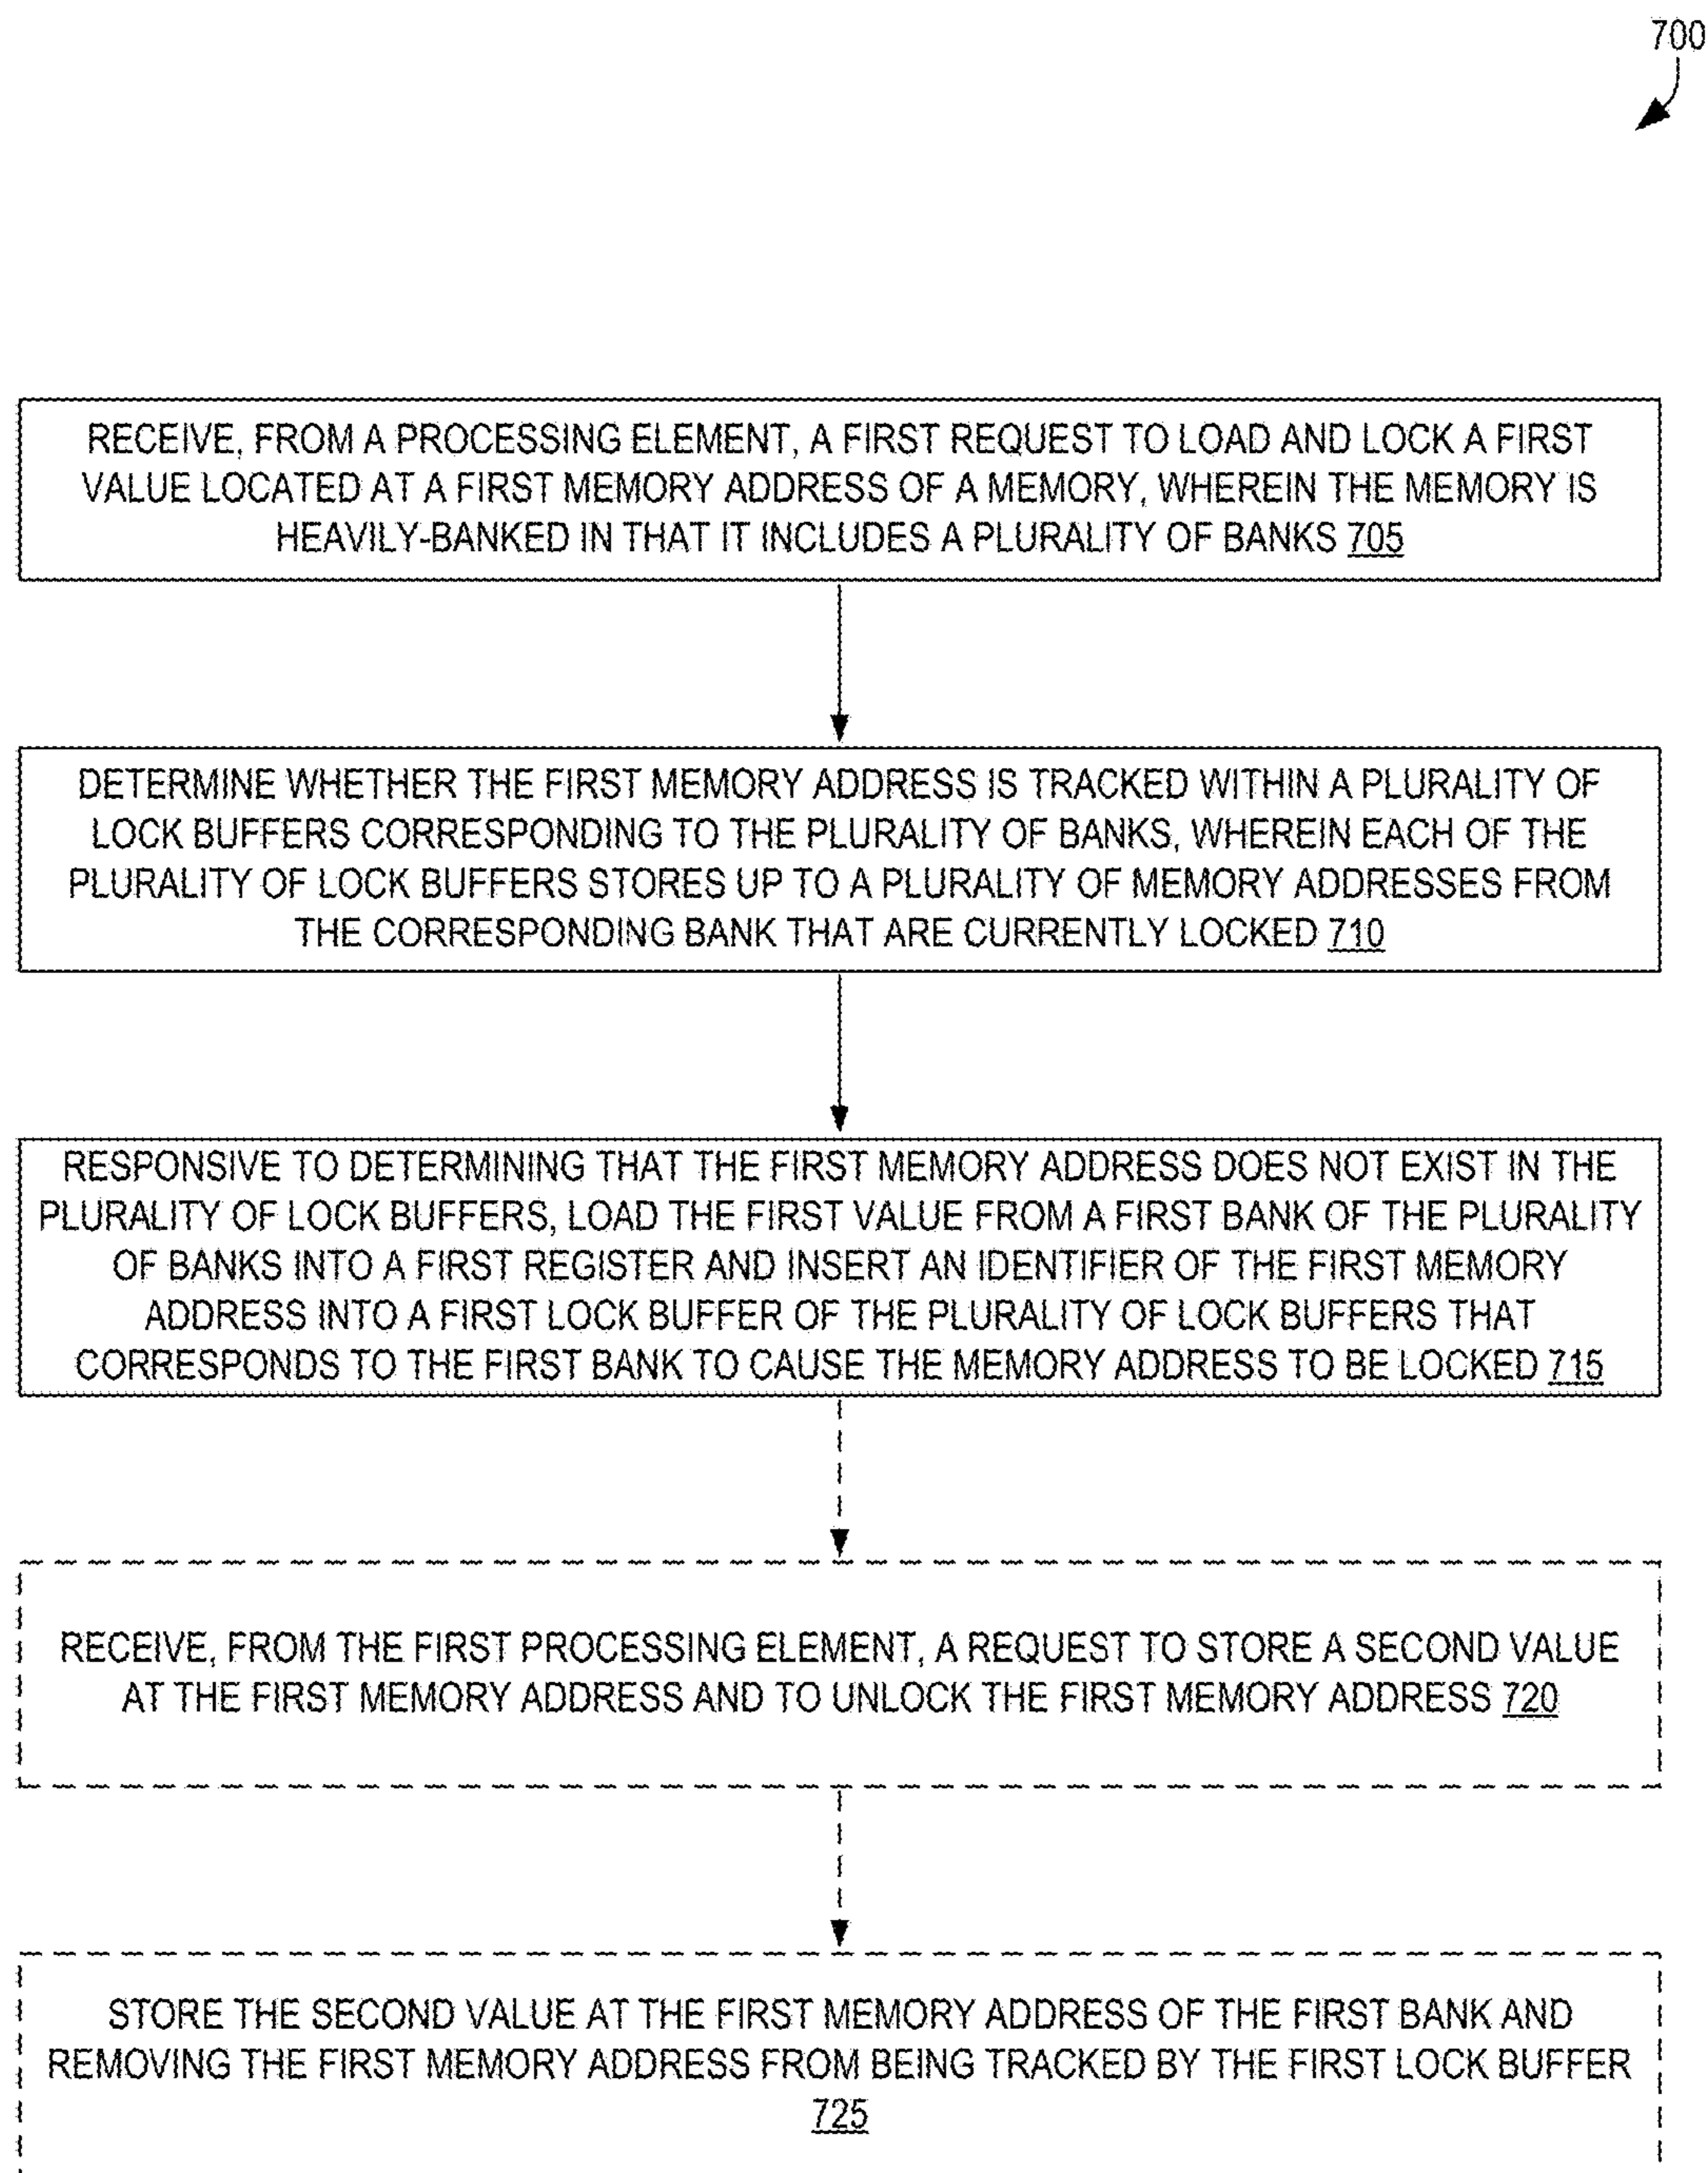 700
RECEIVE, FROM A PROCESSING ELEMENT, A FIRST REQUEST TO LOAD AND LOCK A FIRST
VALUE LOCATED AT A FIRST MEMORY ADDRESS OF A MEMORY, WHEREIN THE MEMORY IS
HEAVILY-BANKED IN THAT IT INCLUDES A PLURALITY OF BANKS 705
DETERMINE WHETHER THE FIRST MEMORY ADDRESS IS TRACKED WITHIN A PLURALITY OF
LOCK BUFFERS CORRESPONDING TO THE PLURALITY OF BANKS, WHEREIN EACH OF THE
PLURALITY OF LOCK BUFFERS STORES UP TO A PLURALITY OF MEMORY ADDRESSES FROM
THE CORRESPONDING BANK THAT ARE CURRENTLY LOCKED 710
RESPONSIVE TO DETERMINING THAT THE FIRST MEMORY ADDRESS DOES NOT EXIST IN THE
PLURALITY OF LOCK BUFFERS, LOAD THE FIRST VALUE FROM A FIRST BANK OF THE PLURALITY
OF BANKS INTO A FIRST REGISTER AND INSERT AN IDENTIFIER OF THE FIRST MEMORY
ADDRESS INTO A FIRST LOCK BUFFER OF THE PLURALITY OF LOCK BUFFERS THAT
CORRESPONDS TO THE FIRST BANK TO CAUSE THE MEMORY ADDRESS TO BE LOCKED 715
RECEIVE, FROM THE FIRST PROCESSING ELEMENT, A REQUEST TO STORE A SECOND VALUE
AT THE FIRST MEMORY ADDRESS AND TO UNLOCK THE FIRST MEMORY ADDRESS 720
STORE THE SECOND VALUE AT THE FIRST MEMORY ADDRESS OF THE FIRST BANK AND
REMOVING THE FIRST MEMORY ADDRESS FROM BEING TRACKED BY THE FIRST LOCK BUFFER
725